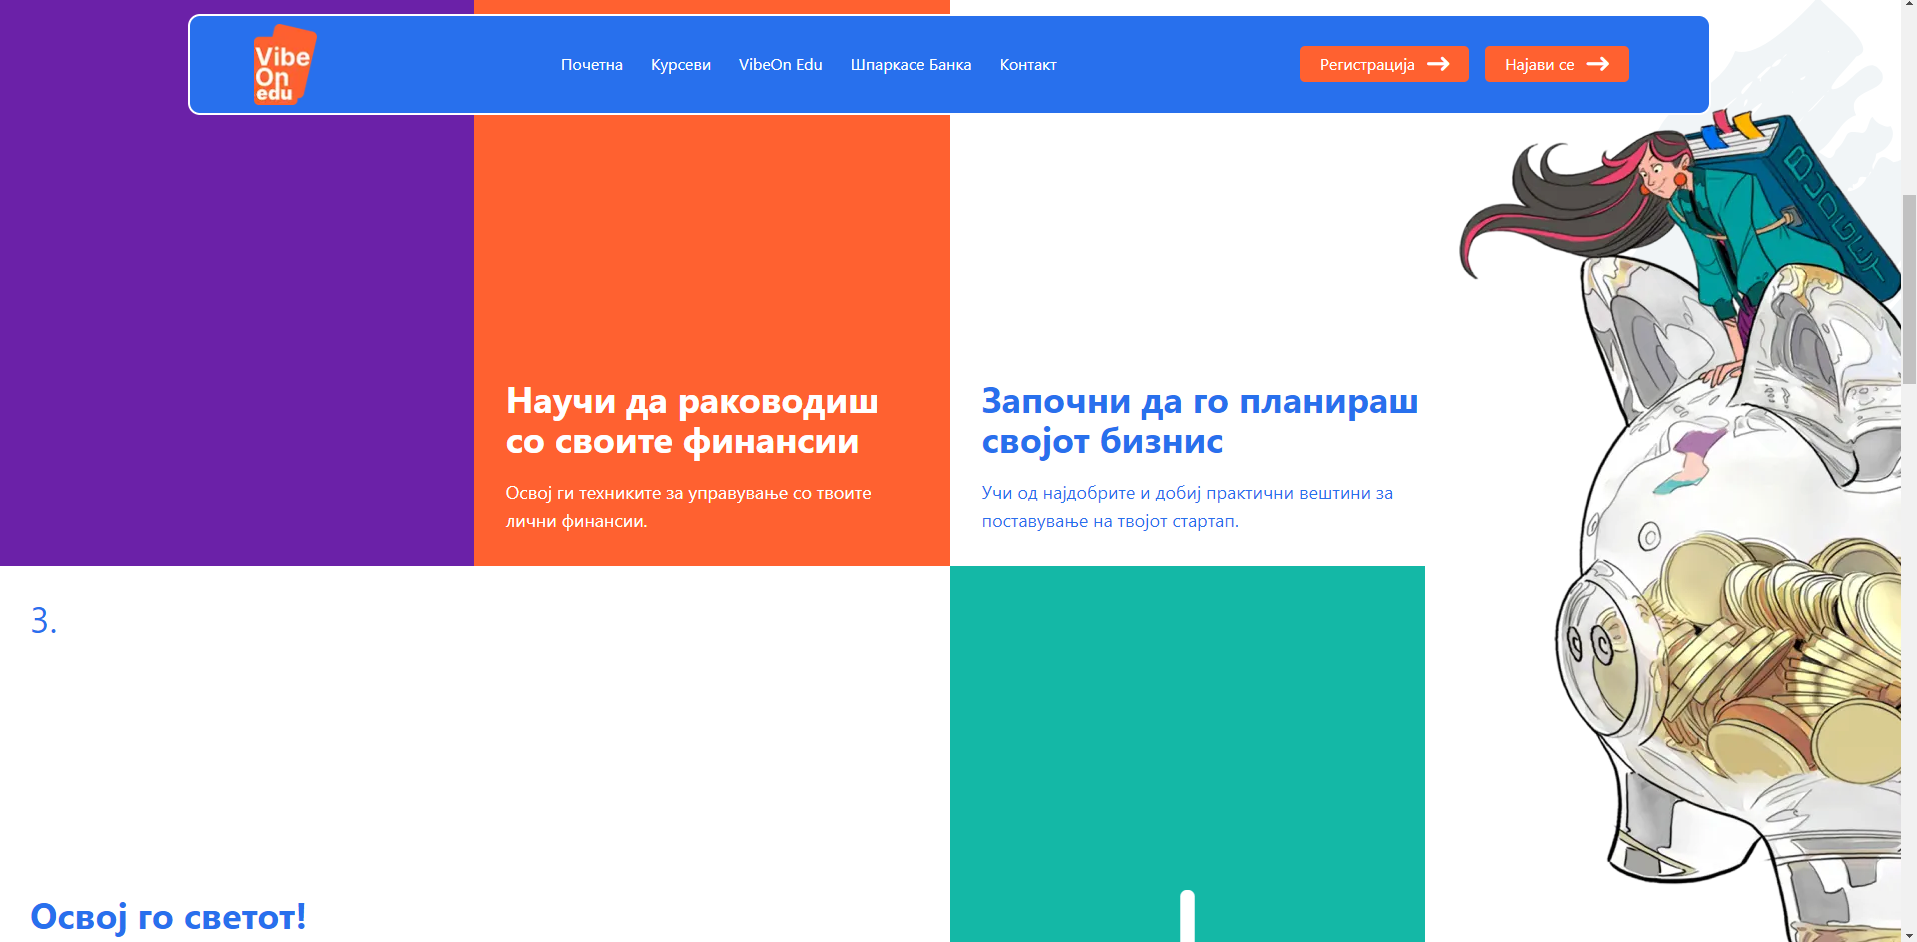 Vibe
On
edu
Почетна
Курсеви
VibeOn Edu
Шпаркасе Банка
Контакт
Регистрација
Најави се
БУЏЕТ
Научи да раководиш
со своите финансии
Освој ги техниките за управување со твоите
лични финансии.
Започни да го планираш
својот бизнис
Учи од најдобрите и добиј практични вештини за
поставување на твојот стартап.
3.
Освој го светот!